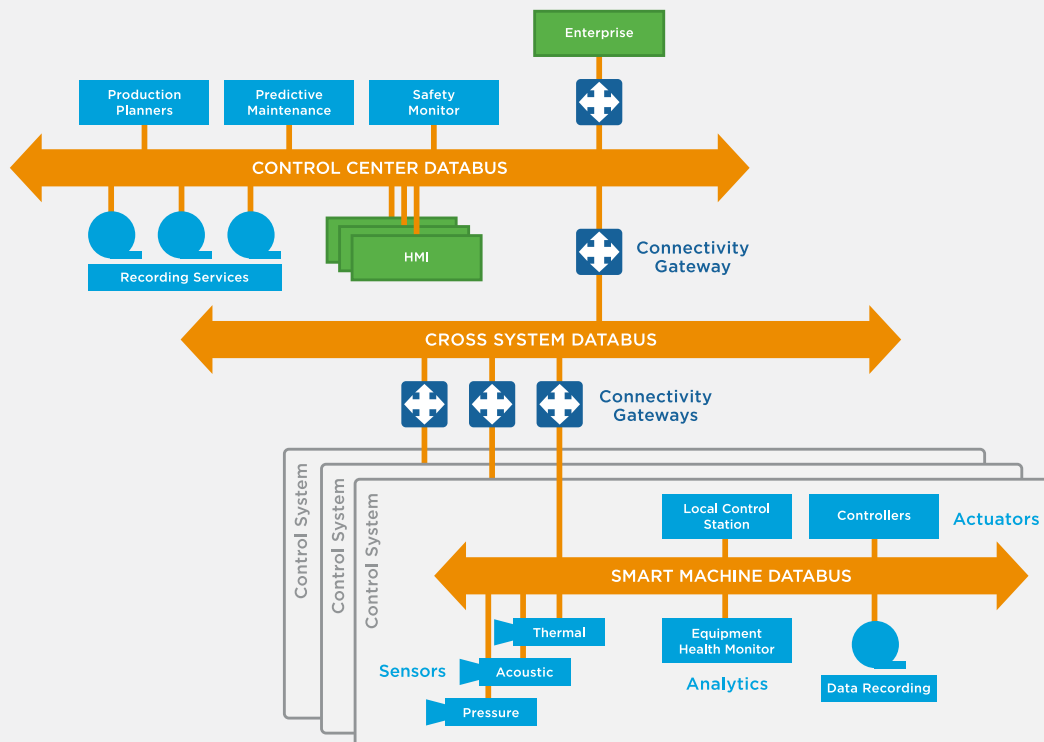 Enterprise
Production
Planners
Predictive
Maintenance
Safety
Monitor
CONTROL CENTER DATABUS
Recording Services
HMI
Connectivity
Gateway
CROSS SYSTEM DATABUS
Connectivity
Gateways
Control System
Control System
Control System
Local Control
Station
Controllers
Actuators
SMART MACHINE DATABUS
Thermal
Sensors
Acoustic
Pressure
Equipment
Health Monitor
Analytics
Data Recording